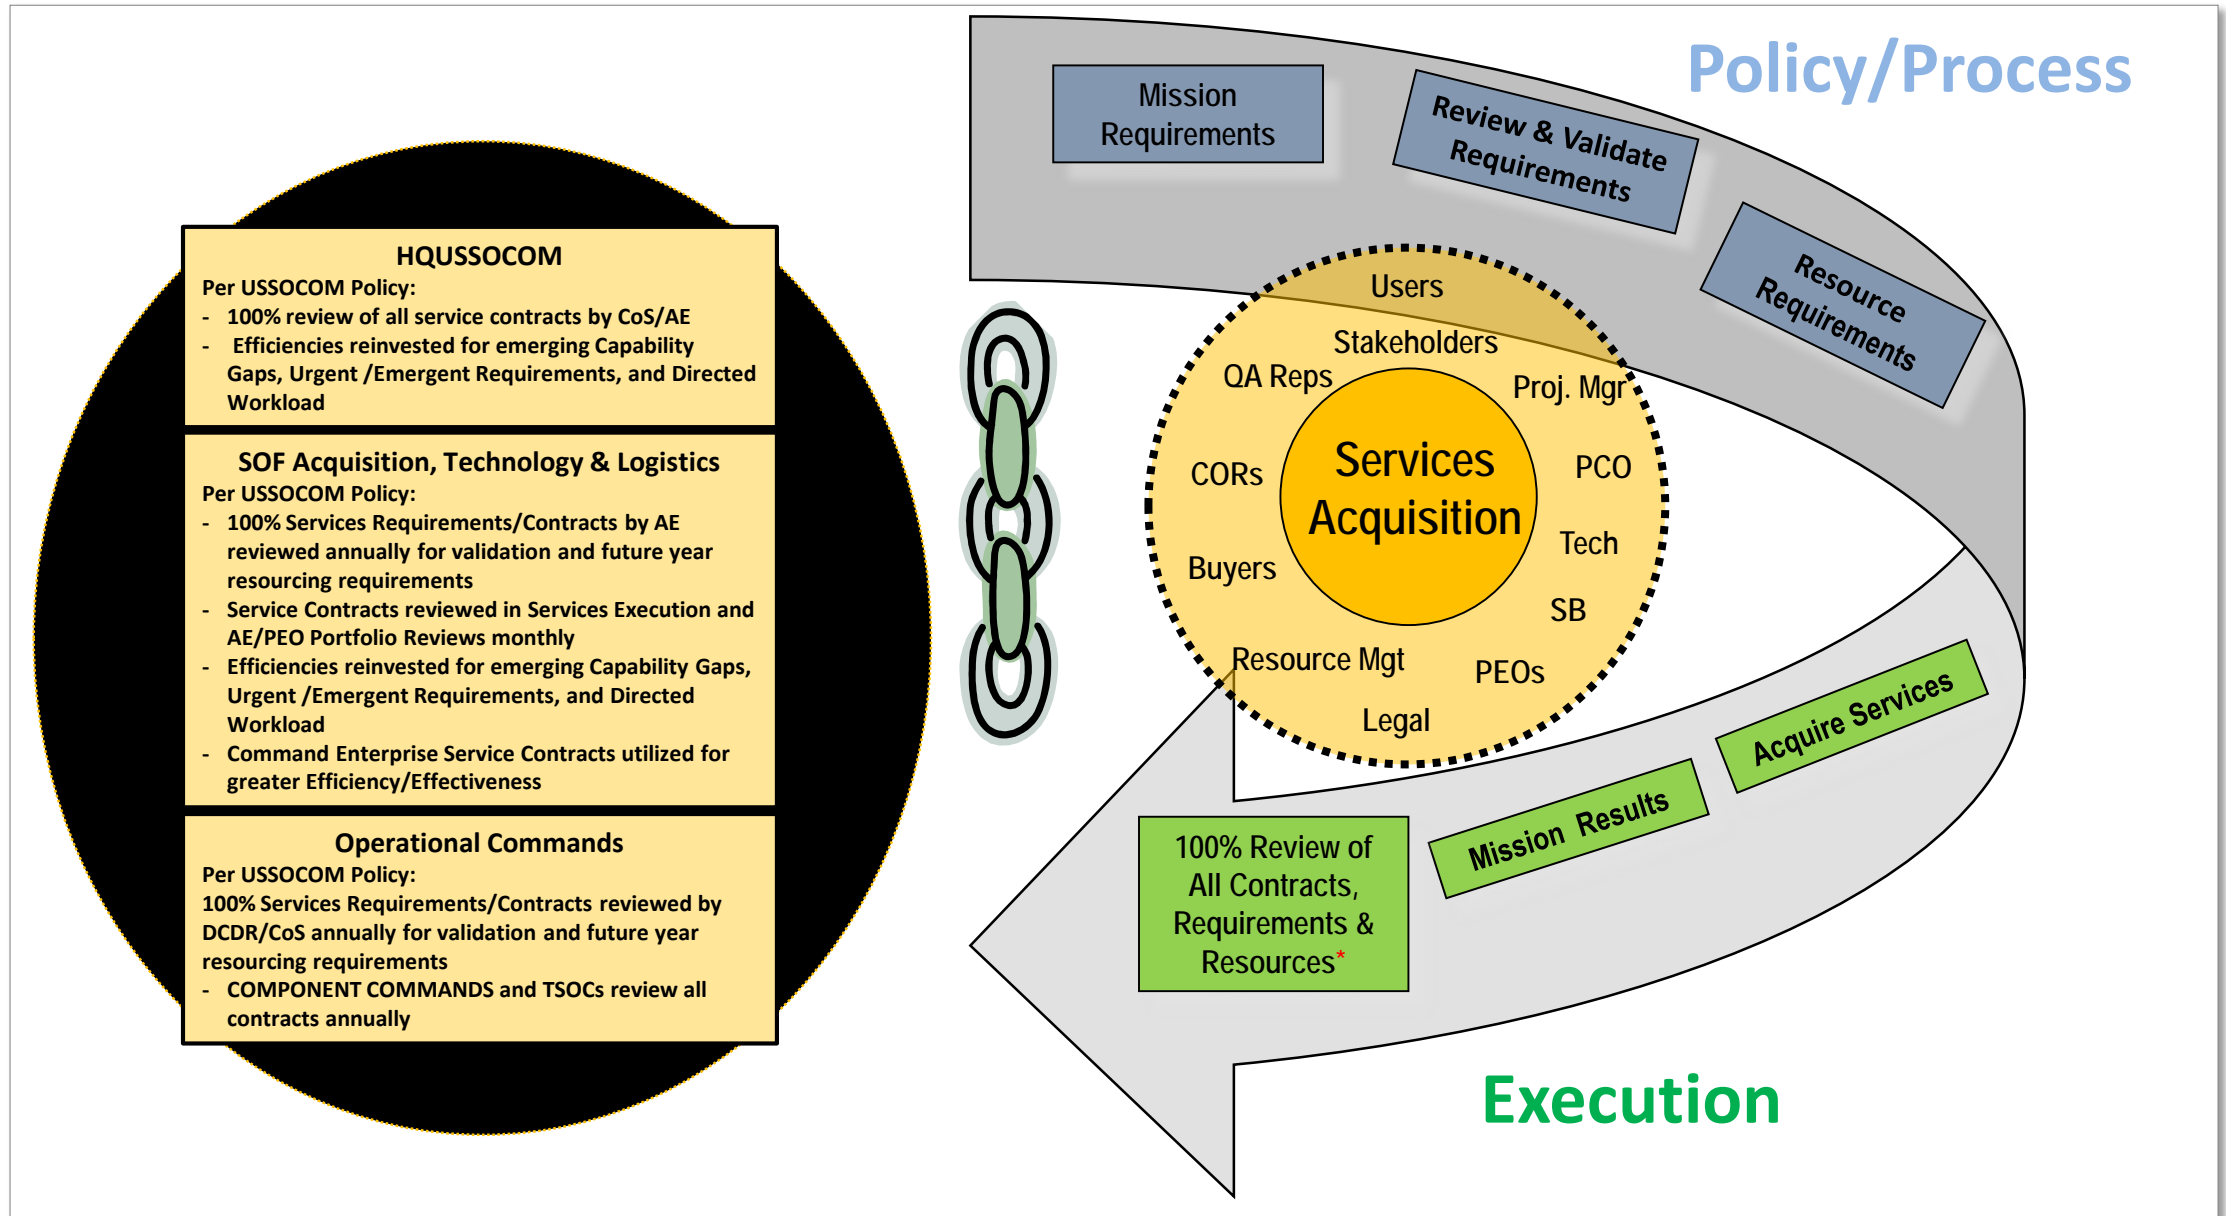 HQUSSOCOM
Per USSOCOM Policy:
- 100% review of all service contracts by CoS/AE
- Efficiencies reinvested for emerging Capability
Gaps, Urgent /Emergent Requirements, and Directed
Workload
SOF Acquisition, Technology & Logistics
Per USSOCOM Policy:
- 100% Services Requirements/Contracts by AE
reviewed annually for validation and future year
resourcing requirements
- Service Contracts reviewed in Services Execution and
AE/PEO Portfolio Reviews monthly
- Efficiencies reinvested for emerging Capability Gaps,
Urgent /Emergent Requirements, and Directed
Workload
- Command Enterprise Service Contracts utilized for
greater Efficiency/Effectiveness
Operational Commands
Per USSOCOM Policy:
100% Services Requirements/Contracts reviewed by
DCDR/CoS annually for validation and future year
resourcing requirements
- COMPONENT COMMANDS and TSOCs review all
contracts annually
Policy/Process
Mission
Requirements
Review & Validate
Requirements
Resource
Requirements
Users
Stakeholders
QA Reps
Proj. Mgr
CORs
PCO
Services
Acquisition
Tech
Buyers
SB
Resource Mgt
PEOs
Legal
Acquire Services
Mission Results
100% Review of
All Contracts,
Requirements &
Resources*
Execution